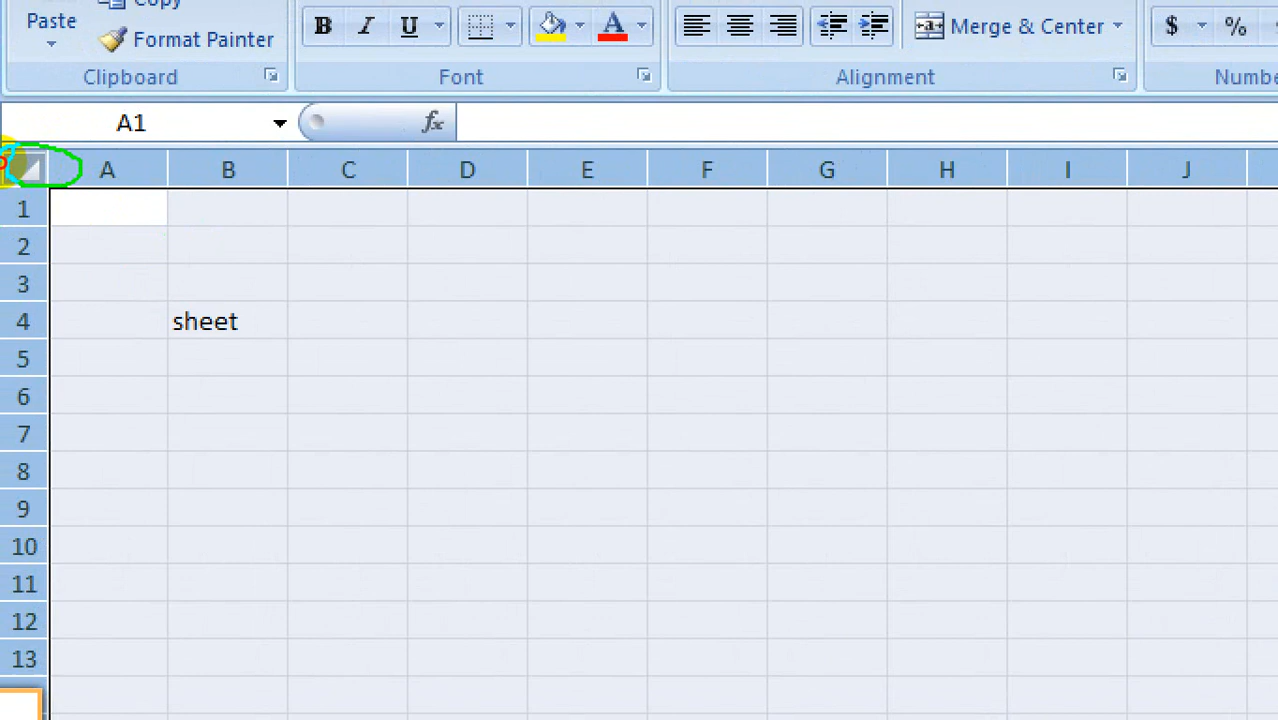 Copy
Paste
Format Painter
B I U A Merge & Center $ %
Clipboard Font Alignment
A1 fx
A B C D E F G H I J
1
2
3
4 sheet
5
6
7
8
9
10
11
12
13